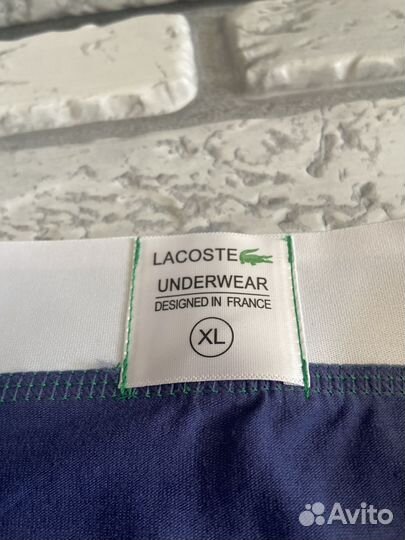 LACOSTE
UNDERWEAR
DESIGNED IN FRANCE
XL
Avito